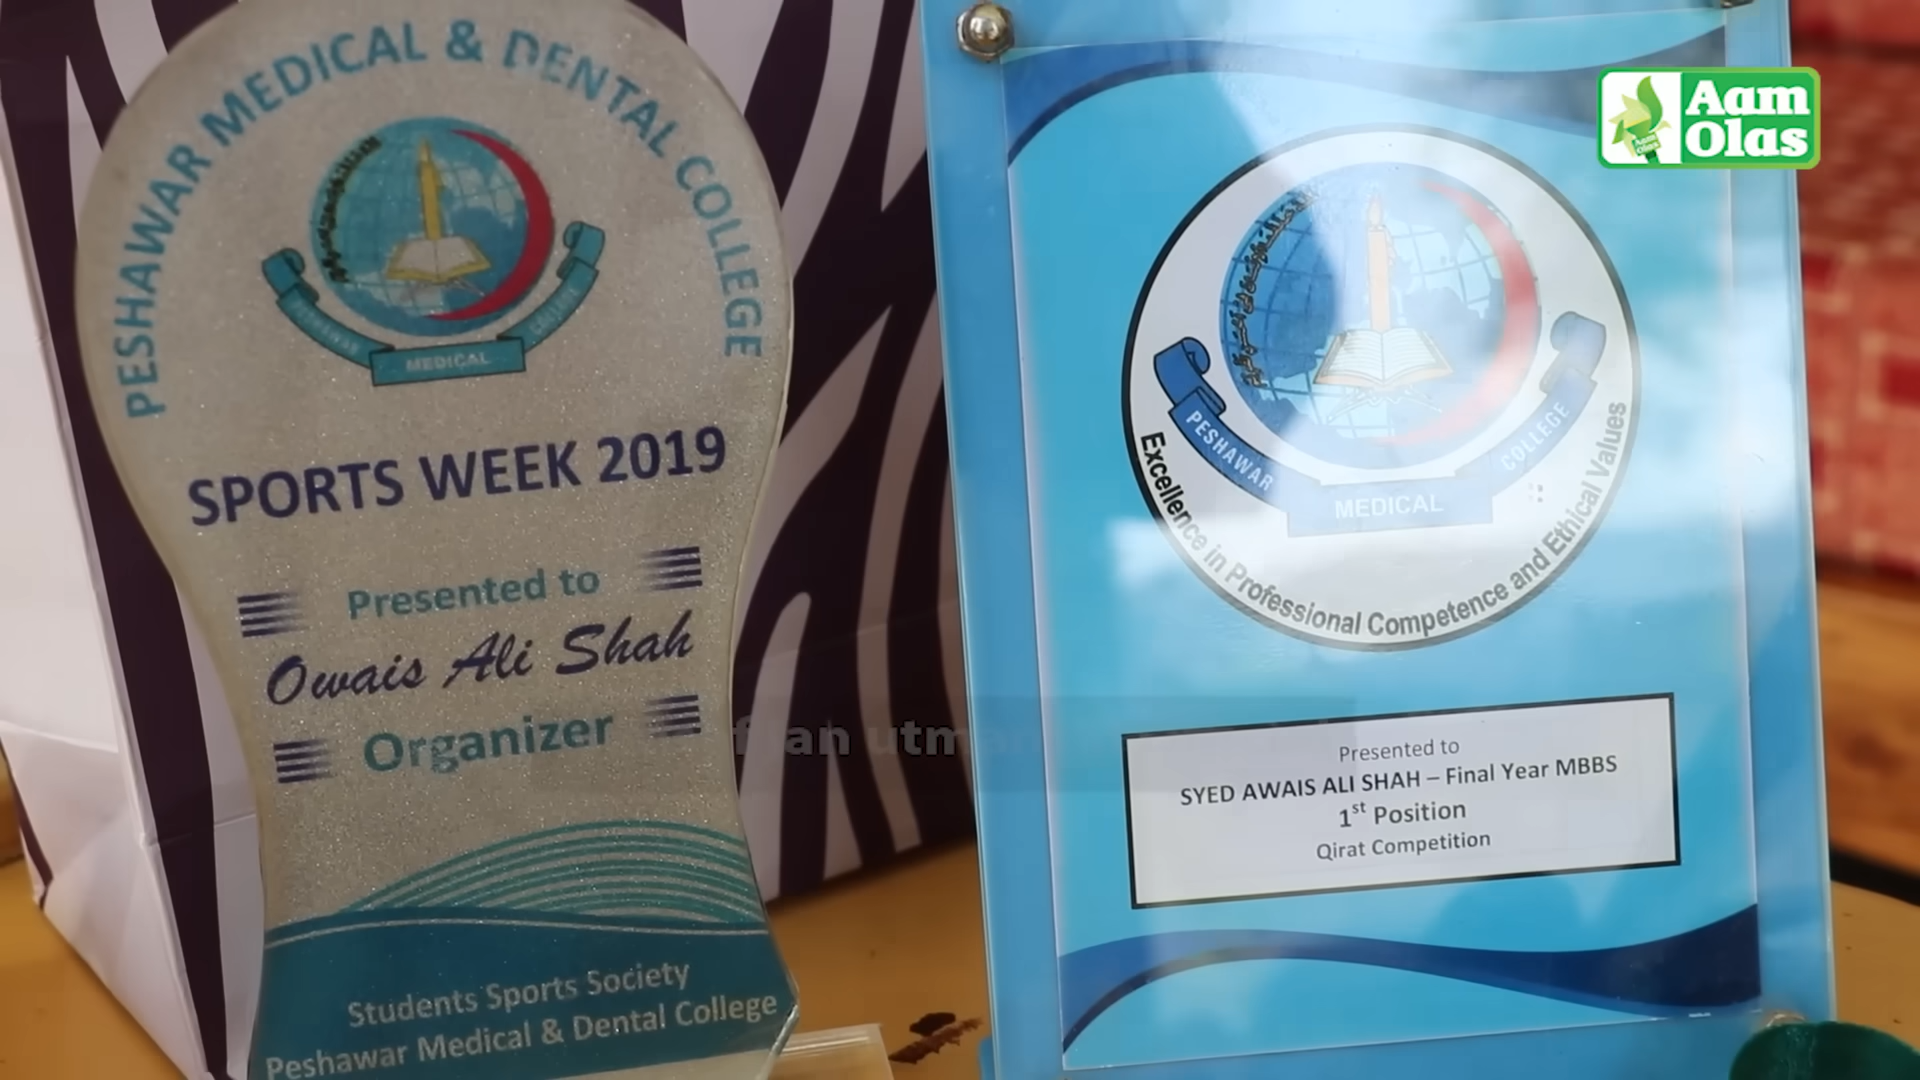 PESHAWAR MEDICAL & DENTAL COLLEGE
MEDICAL
SPORTS WEEK 2019
Presented to
Owais Ali Shah
Organizer
Students Sports Society
Peshawar Medical & Dental College
PESHAWAR MEDICAL COLLEGE
Excellence in Professional Competence and Ethical Values
Presented to
SYED AWAIS ALI SHAH – Final Year MBBS
1st Position
Qirat Competition
Aam
Olas